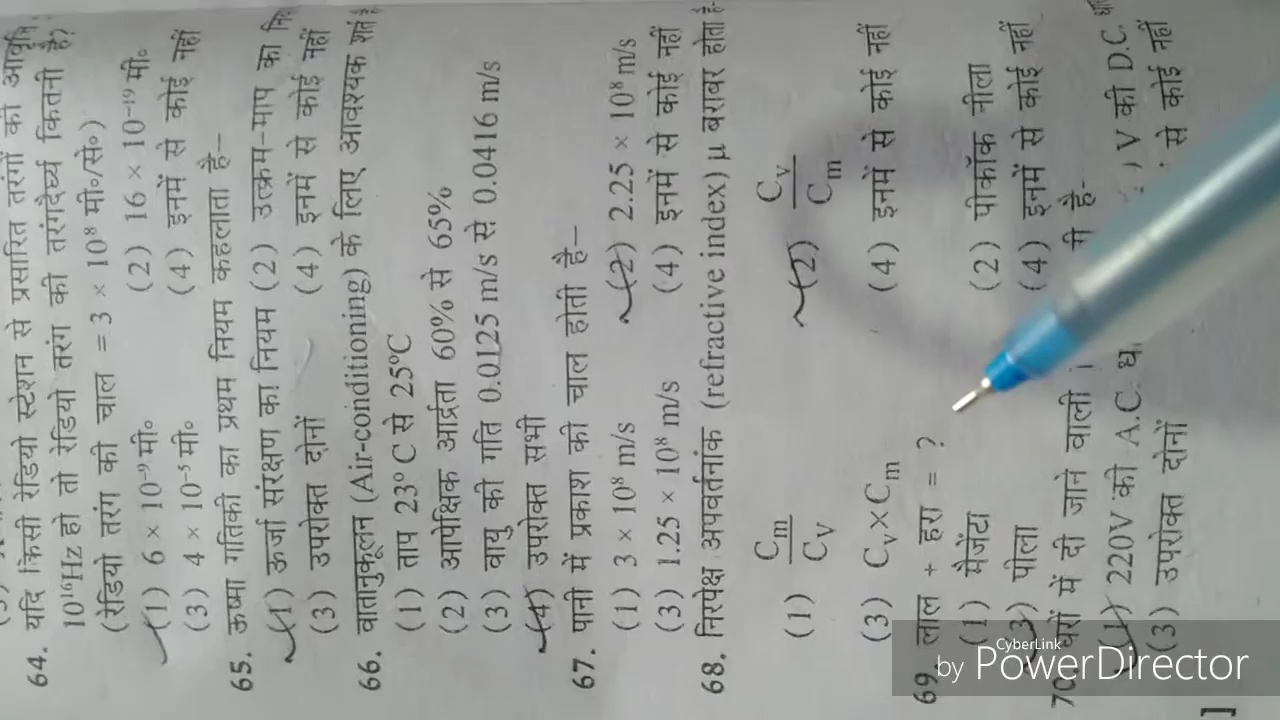 64. यदि किसी रेडियो स्टेशन से प्रसारित तरंगों की आवृत्ति
10¹⁶Hz हो तो रेडियो तरंग की तरंगदैर्ध्य कितनी है?
(रेडियो तरंग की चाल = 3 × 10⁸ मी०/से०)
(1) 6 × 10⁻⁹ मी० (2) 16 × 10⁻¹⁹ मी०
(3) 4 × 10⁻⁵ मी० (4) इनमें से कोई नहीं
65. ऊष्मा गतिकी का प्रथम नियम कहलाता है–
(1) ऊर्जा संरक्षण का नियम (2) उत्क्रम-माप का
(3) उपरोक्त दोनों (4) इनमें से कोई नहीं
66. वातानुकूलन (Air-conditioning) के लिए आवश्यक शर्त है
(1) ताप 23° C से 25°C
(2) आपेक्षिक आर्द्रता 60% से 65%
(3) वायु की गति 0.0125 m/s से 0.0416 m/s
(4) उपरोक्त सभी
67. पानी में प्रकाश की चाल होती है–
(1) 3 × 10⁸ m/s (2) 2.25 × 10⁸ m/s
(3) 1.25 × 10⁸ m/s (4) इनमें से कोई नहीं
68. निरपेक्ष अपवर्तनांक (refractive index) μ बराबर होता है-
(1) Cm/CV (2) Cv/Cm
(3) Cv×Cm (4) इनमें से कोई नहीं
69. लाल + हरा = ?
(1) मैजेंटा (2) पीकॉक नीला
(3) पीला (4) इनमें से कोई नहीं
70. घरों में दी जाने वाली है-
(1) 220V की A.C. V की D.C.
(3) उपरोक्त दोनों से कोई नहीं
CyberLink
by PowerDirector